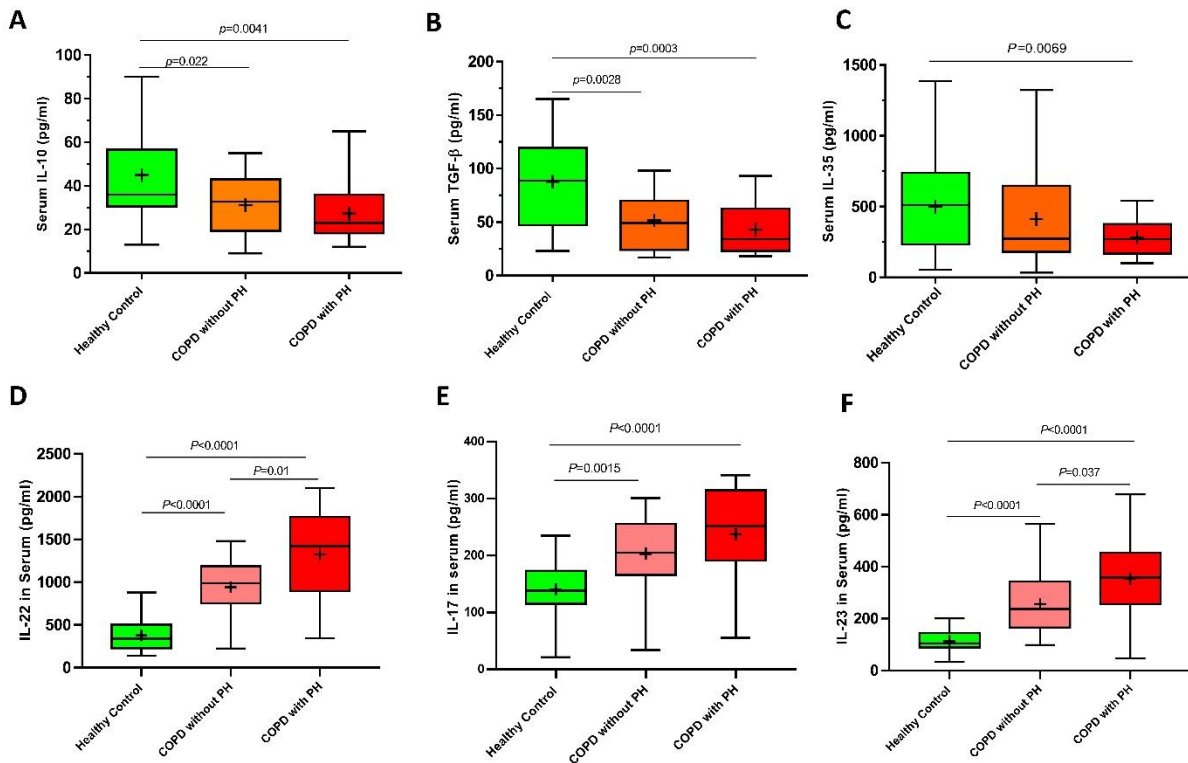 A
p=0.0041
p=0.022
Serum IL-10 (pg/ml)
100
80
60
40
20
0
Healthy Control
COPD without PH
COPD with PH
B
p=0.0003
p=0.0028
Serum TGF-β (pg/ml)
200
150
100
50
0
Healthy Control
COPD without PH
COPD with PH
C
P=0.0069
Serum IL-35 (pg/ml)
1500
1000
500
0
Healthy Control
COPD without PH
COPD with PH
D
P<0.0001
P=0.01
P<0.0001
IL-22 in Serum (pg/ml)
2500
2000
1500
1000
500
0
Healthy Control
COPD without PH
COPD with PH
E
P<0.0001
P=0.0015
IL-17 in serum (pg/ml)
400
300
200
100
0
Healthy Control
COPD without PH
COPD with PH
F
P<0.0001
P=0.037
P<0.0001
IL-23 in Serum (pg/ml)
800
600
400
200
0
Healthy Control
COPD without PH
COPD with PH